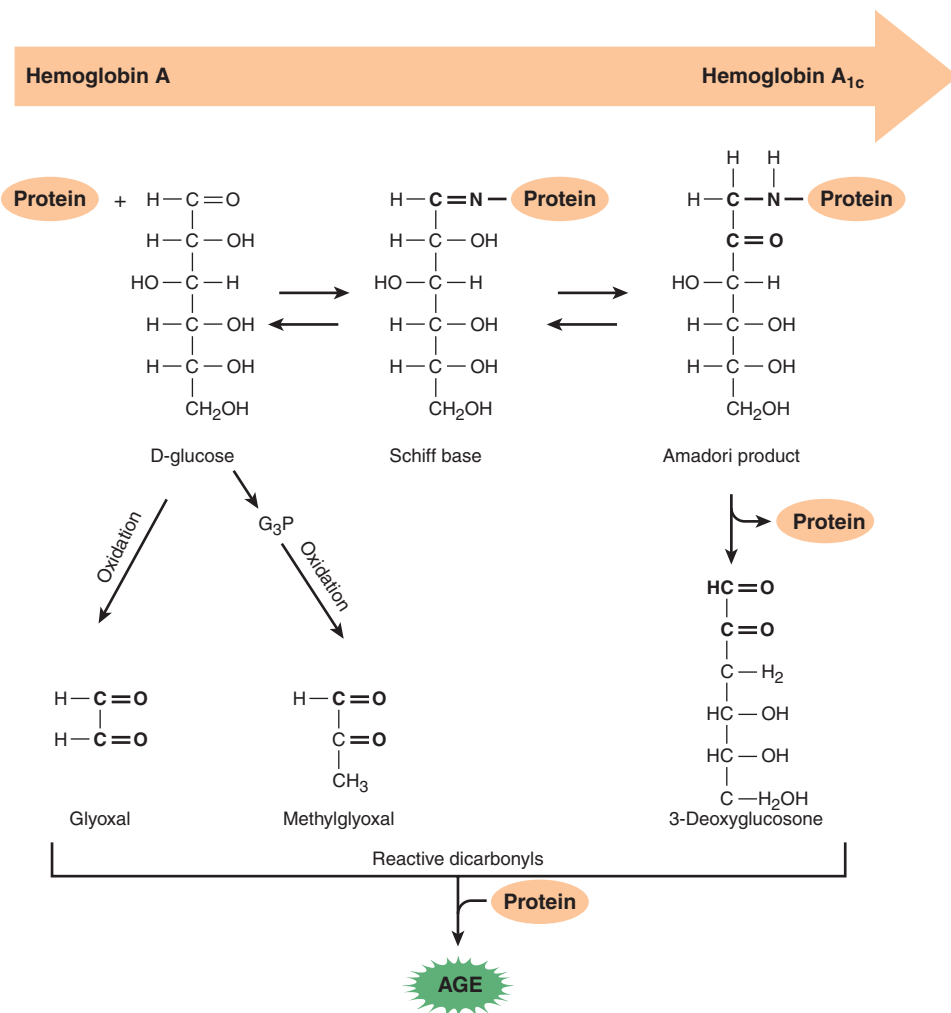 Hemoglobin A
Hemoglobin A1c
Protein + H—C=O
H—C—OH
HO—C—H
H—C—OH
H—C—OH
CH2OH
D-glucose
H—C=N—Protein
H—C—OH
HO—C—H
H—C—OH
H—C—OH
CH2OH
Schiff base
H H
H—C—N—Protein
C=O
HO—C—H
H—C—OH
H—C—OH
CH2OH
Amadori product
Oxidation
G3P
Oxidation
Protein
H—C=O
H—C=O
Glyoxal
H—C=O
C=O
CH3
Methylglyoxal
HC=O
C=O
C—H2
HC—OH
HC—OH
C—H2OH
3-Deoxyglucosone
Reactive dicarbonyls
Protein
AGE